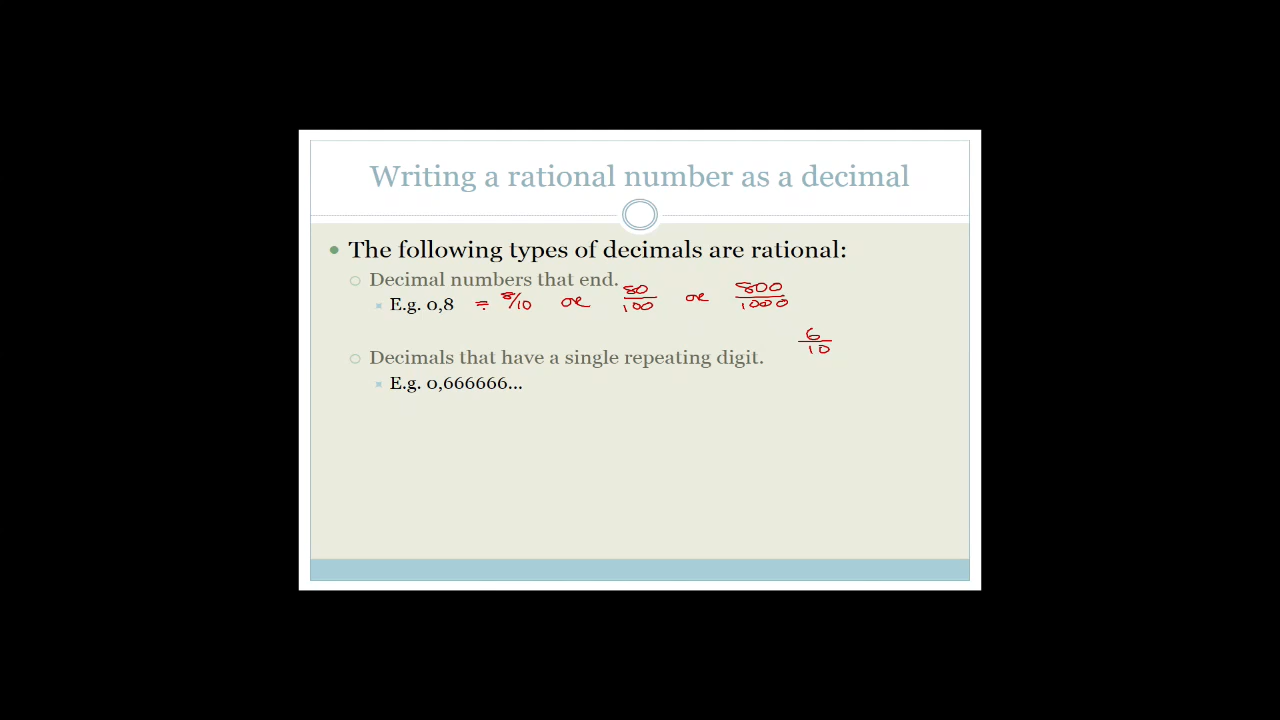 Writing a rational number as a decimal
The following types of decimals are rational:
Decimal numbers that end.
E.g. 0,8 = 8/10 or 80/100 or 800/1000
6/10
Decimals that have a single repeating digit.
E.g. 0,666666...